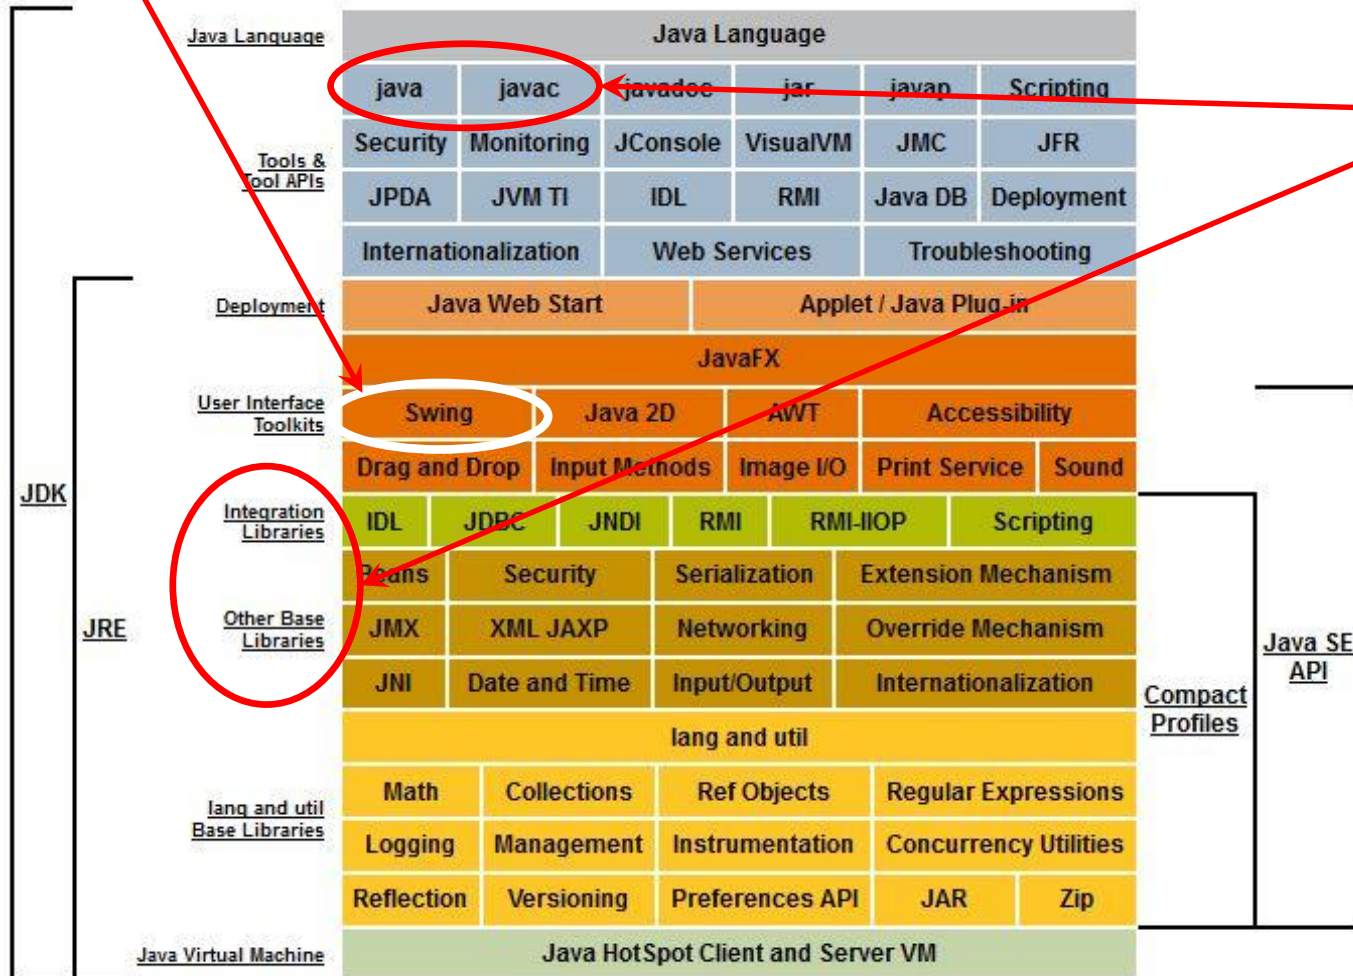 Java Language Java Language
java javac javadoc jar javap Scripting
Security Monitoring JConsole VisualVM JMC JFR
Tools &
Tool APIs
JPDA JVM TI IDL RMI Java DB Deployment
Internationalization Web Services Troubleshooting
Deployment Java Web Start Applet / Java Plug-in
JavaFX
User Interface
Toolkits
Swing Java 2D AWT Accessibility
Drag and Drop Input Methods Image I/O Print Service Sound
JDK
Integration
Libraries
IDL JDBC JNDI RMI RMI-IIOP Scripting
Beans Security Serialization Extension Mechanism
JRE
Other Base
Libraries
JMX XML JAXP Networking Override Mechanism
Java SE
API
JNI Date and Time Input/Output Internationalization
Compact
Profiles
lang and util
Math Collections Ref Objects Regular Expressions
lang and util
Base Libraries
Logging Management Instrumentation Concurrency Utilities
Reflection Versioning Preferences API JAR Zip
Java Virtual Machine Java HotSpot Client and Server VM